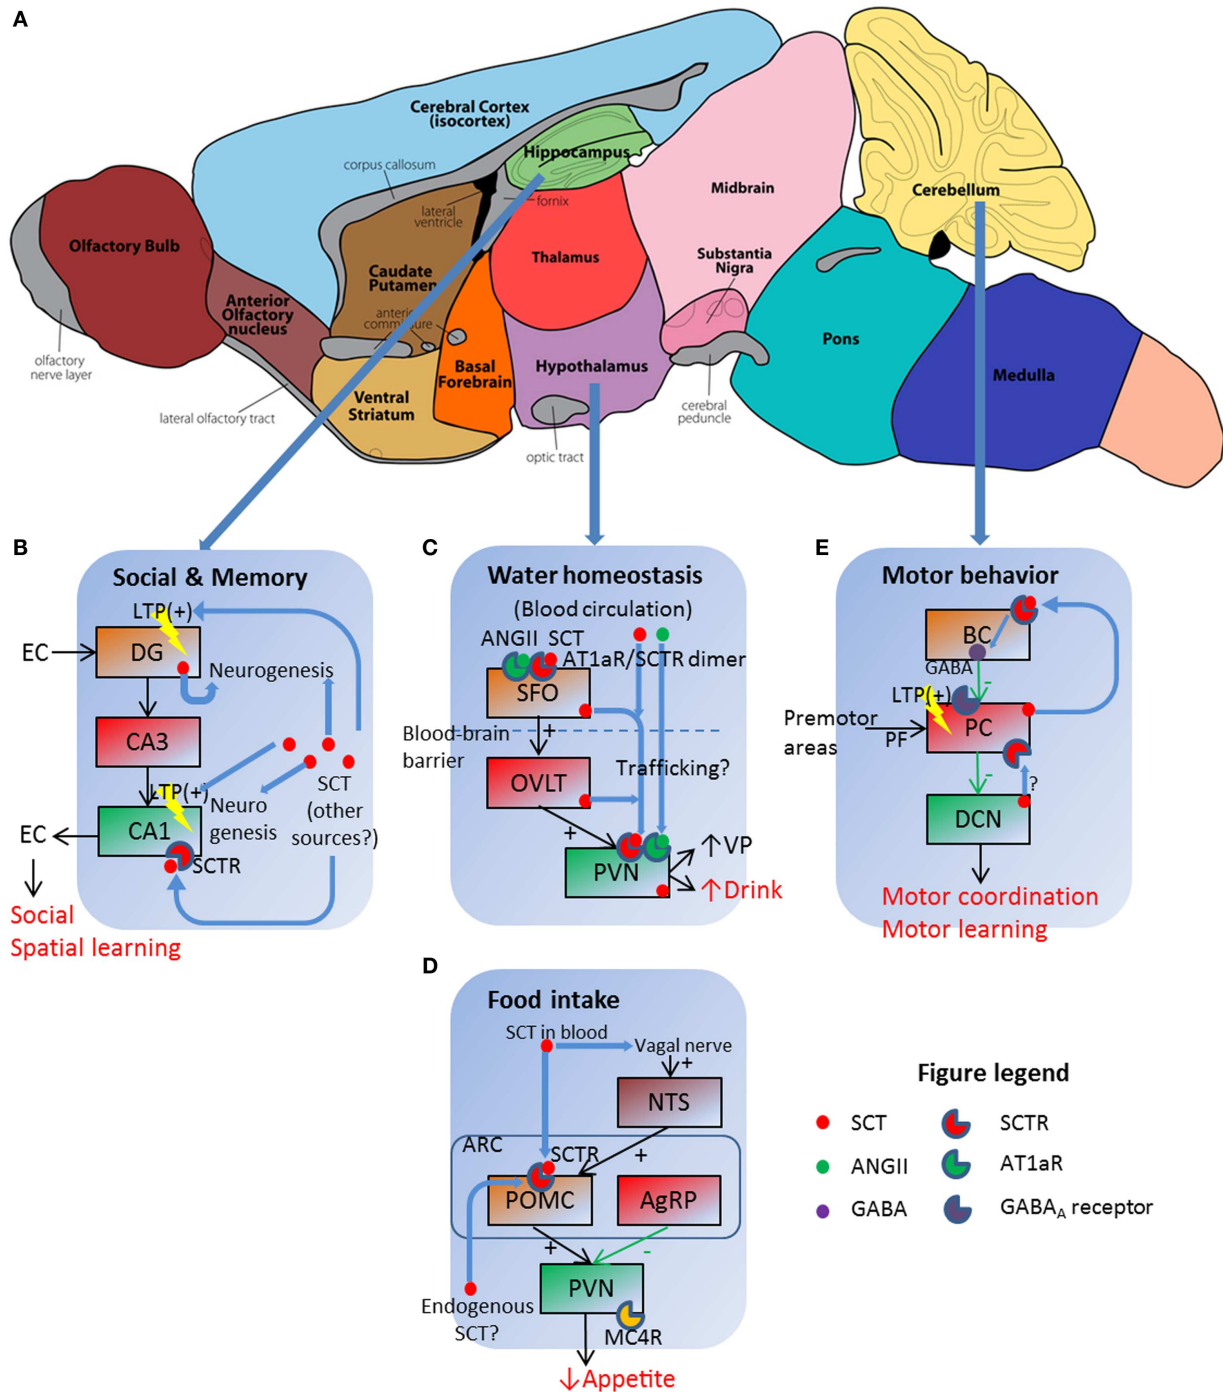 A
Cerebral Cortex
(isocortex)
corpus callosum
Hippocampus
lateral
ventricle
fornix
Midbrain
Cerebellum
Olfactory Bulb
Thalamus
Substantia
Nigra
Caudate
Putamen
Anterior
Olfactory
nucleus
anterior
commissure
olfactory
nerve layer
Basal
Forebrain
Hypothalamus
Pons
Medulla
Ventral
Striatum
lateral olfactory tract
cerebral
peduncle
optic tract
B
Social & Memory
LTP(+)
EC
DG
Neurogenesis
CA3
LTP(+)
Neuro
genesis
SCT
(other
sources?)
EC
CA1
SCTR
Social
Spatial learning
C
Water homeostasis
(Blood circulation)
ANGII SCT
AT1aR/SCTR dimer
SFO
+
Blood-brain
barrier
OVLT
Trafficking?
+
PVN
↑VP
↑Drink
E
Motor behavior
BC
GABA
-
LTP(+)
Premotor
areas
PF
PC
-
?
DCN
Motor coordination
Motor learning
D
Food intake
SCT in blood
Vagal nerve
+
NTS
ARC
SCTR
+
POMC
AgRP
+
-
PVN
Endogenous
SCT?
MC4R
↓Appetite
Figure legend
SCT
SCTR
ANGII
AT1aR
GABA
GABA_A receptor